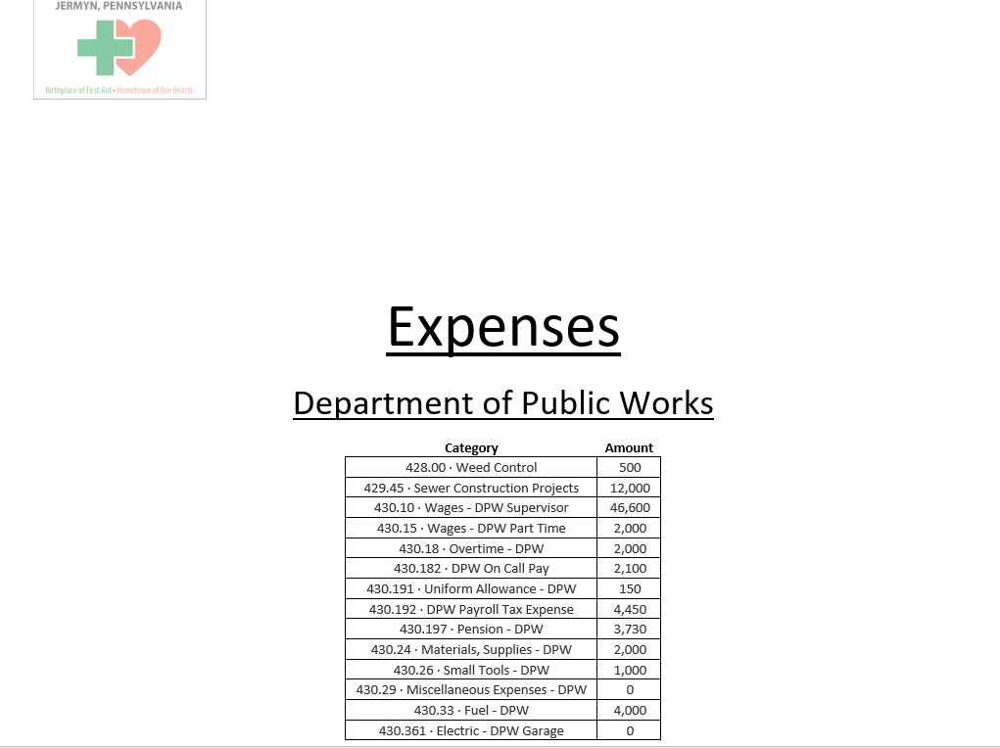 JERMYN, PENNSYLVANIA
Birthplace of First Aid • Hometown of Our Hearts
Expenses
Department of Public Works
Category Amount
428.00 · Weed Control 500
429.45 · Sewer Construction Projects 12,000
430.10 · Wages - DPW Supervisor 46,600
430.15 · Wages - DPW Part Time 2,000
430.18 · Overtime - DPW 2,000
430.182 · DPW On Call Pay 2,100
430.191 · Uniform Allowance - DPW 150
430.192 · DPW Payroll Tax Expense 4,450
430.197 · Pension - DPW 3,730
430.24 · Materials, Supplies - DPW 2,000
430.26 · Small Tools - DPW 1,000
430.29 · Miscellaneous Expenses - DPW 0
430.33 · Fuel - DPW 4,000
430.361 · Electric - DPW Garage 0